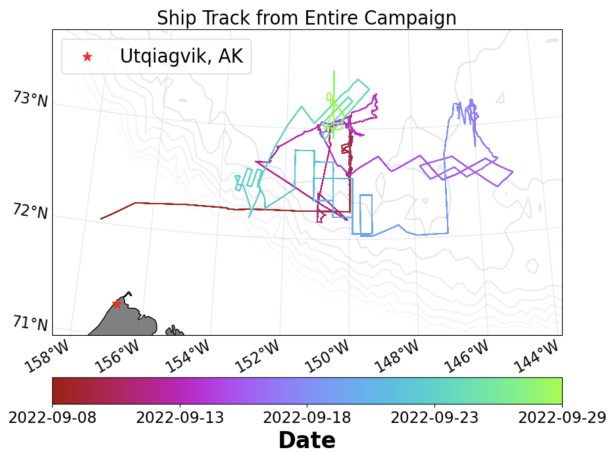 Ship Track from Entire Campaign
Utqiagvik, AK
73°N
72°N
71°N
158°W 156°W 154°W 152°W 150°W 148°W 146°W 144°W
2022-09-08 2022-09-13 2022-09-18 2022-09-23 2022-09-29
Date